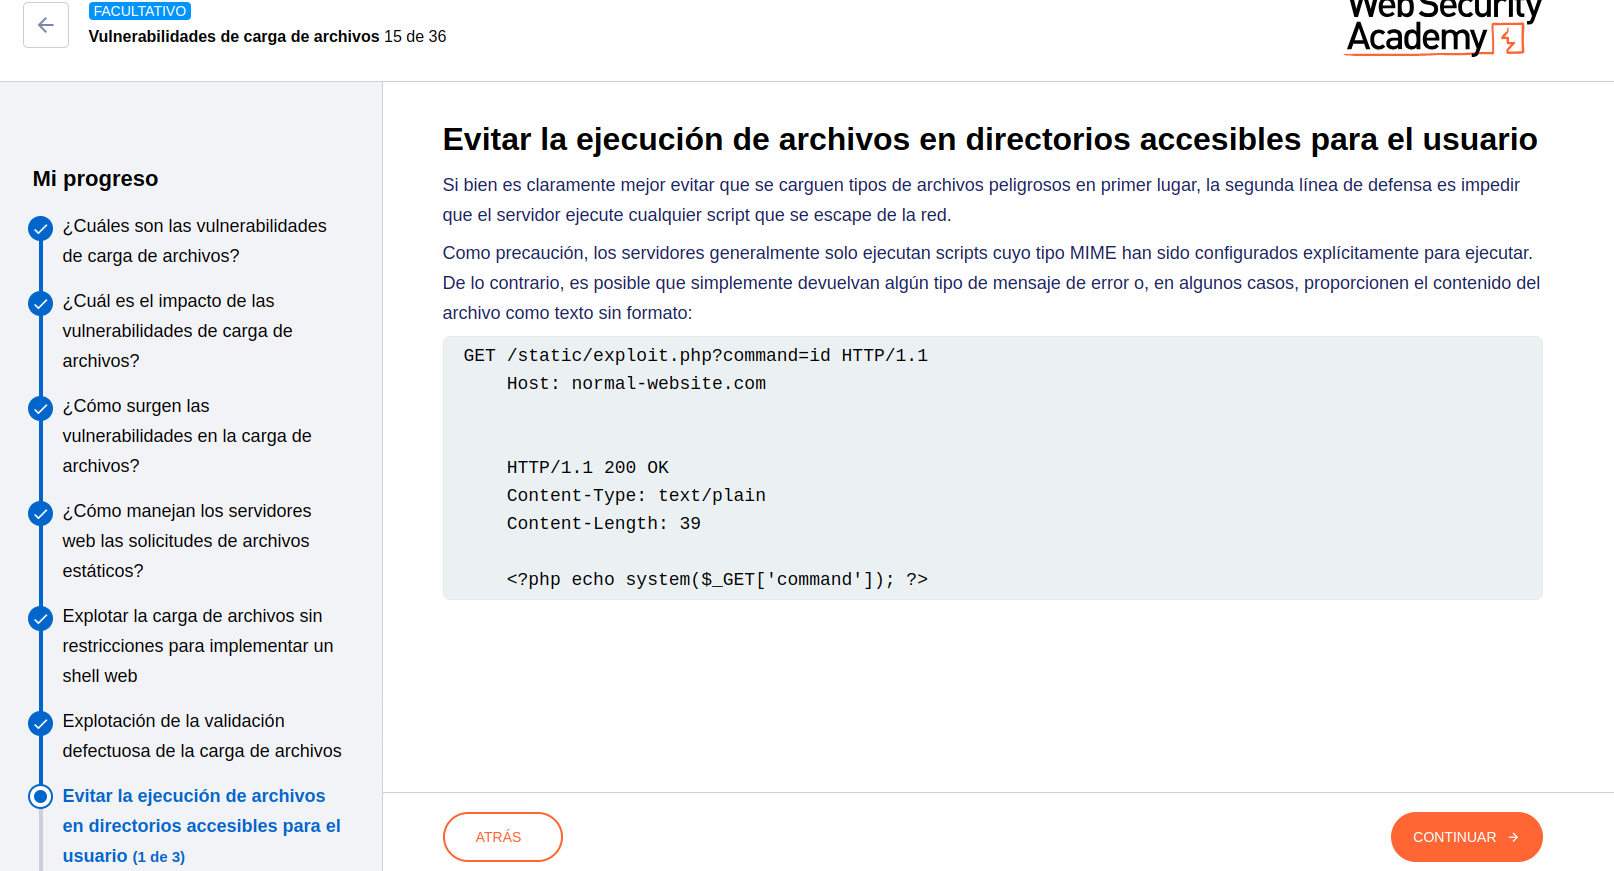 FACULTATIVO
Vulnerabilidades de carga de archivos 15 de 36
Web Security
Academy
Mi progreso
¿Cuáles son las vulnerabilidades
de carga de archivos?
¿Cuál es el impacto de las
vulnerabilidades de carga de
archivos?
¿Cómo surgen las
vulnerabilidades en la carga de
archivos?
¿Cómo manejan los servidores
web las solicitudes de archivos
estáticos?
Explotar la carga de archivos sin
restricciones para implementar un
shell web
Explotación de la validación
defectuosa de la carga de archivos
Evitar la ejecución de archivos
en directorios accesibles para el
usuario (1 de 3)
Evitar la ejecución de archivos en directorios accesibles para el usuario
Si bien es claramente mejor evitar que se carguen tipos de archivos peligrosos en primer lugar, la segunda línea de defensa es impedir
que el servidor ejecute cualquier script que se escape de la red.
Como precaución, los servidores generalmente solo ejecutan scripts cuyo tipo MIME han sido configurados explícitamente para ejecutar.
De lo contrario, es posible que simplemente devuelvan algún tipo de mensaje de error o, en algunos casos, proporcionen el contenido del
archivo como texto sin formato:
GET /static/exploit.php?command=id HTTP/1.1
Host: normal-website.com
HTTP/1.1 200 OK
Content-Type: text/plain
Content-Length: 39
<?php echo system($_GET['command']); ?>
ATRÁS
CONTINUAR